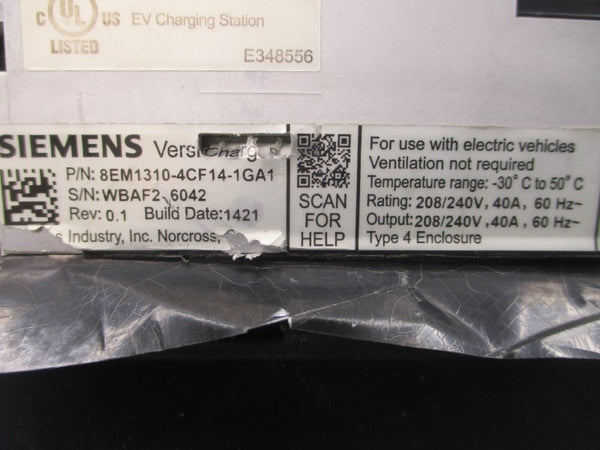 C UL US EV Charging Station
LISTED
E348556
SIEMENS
P/N: 8EM1310-4CF14-1GA1
S/N: WBAF2 6042
Rev: 0.1 Build Date: 1421
Industry, Inc. Norcross,
SCAN
FOR
HELP
For use with electric vehicles
Ventilation not required
Temperature range: -30° C to 50° C
Rating: 208/240V, 40A, 60 Hz~
Output: 208/240V, 40A, 60 Hz~
Type 4 Enclosure